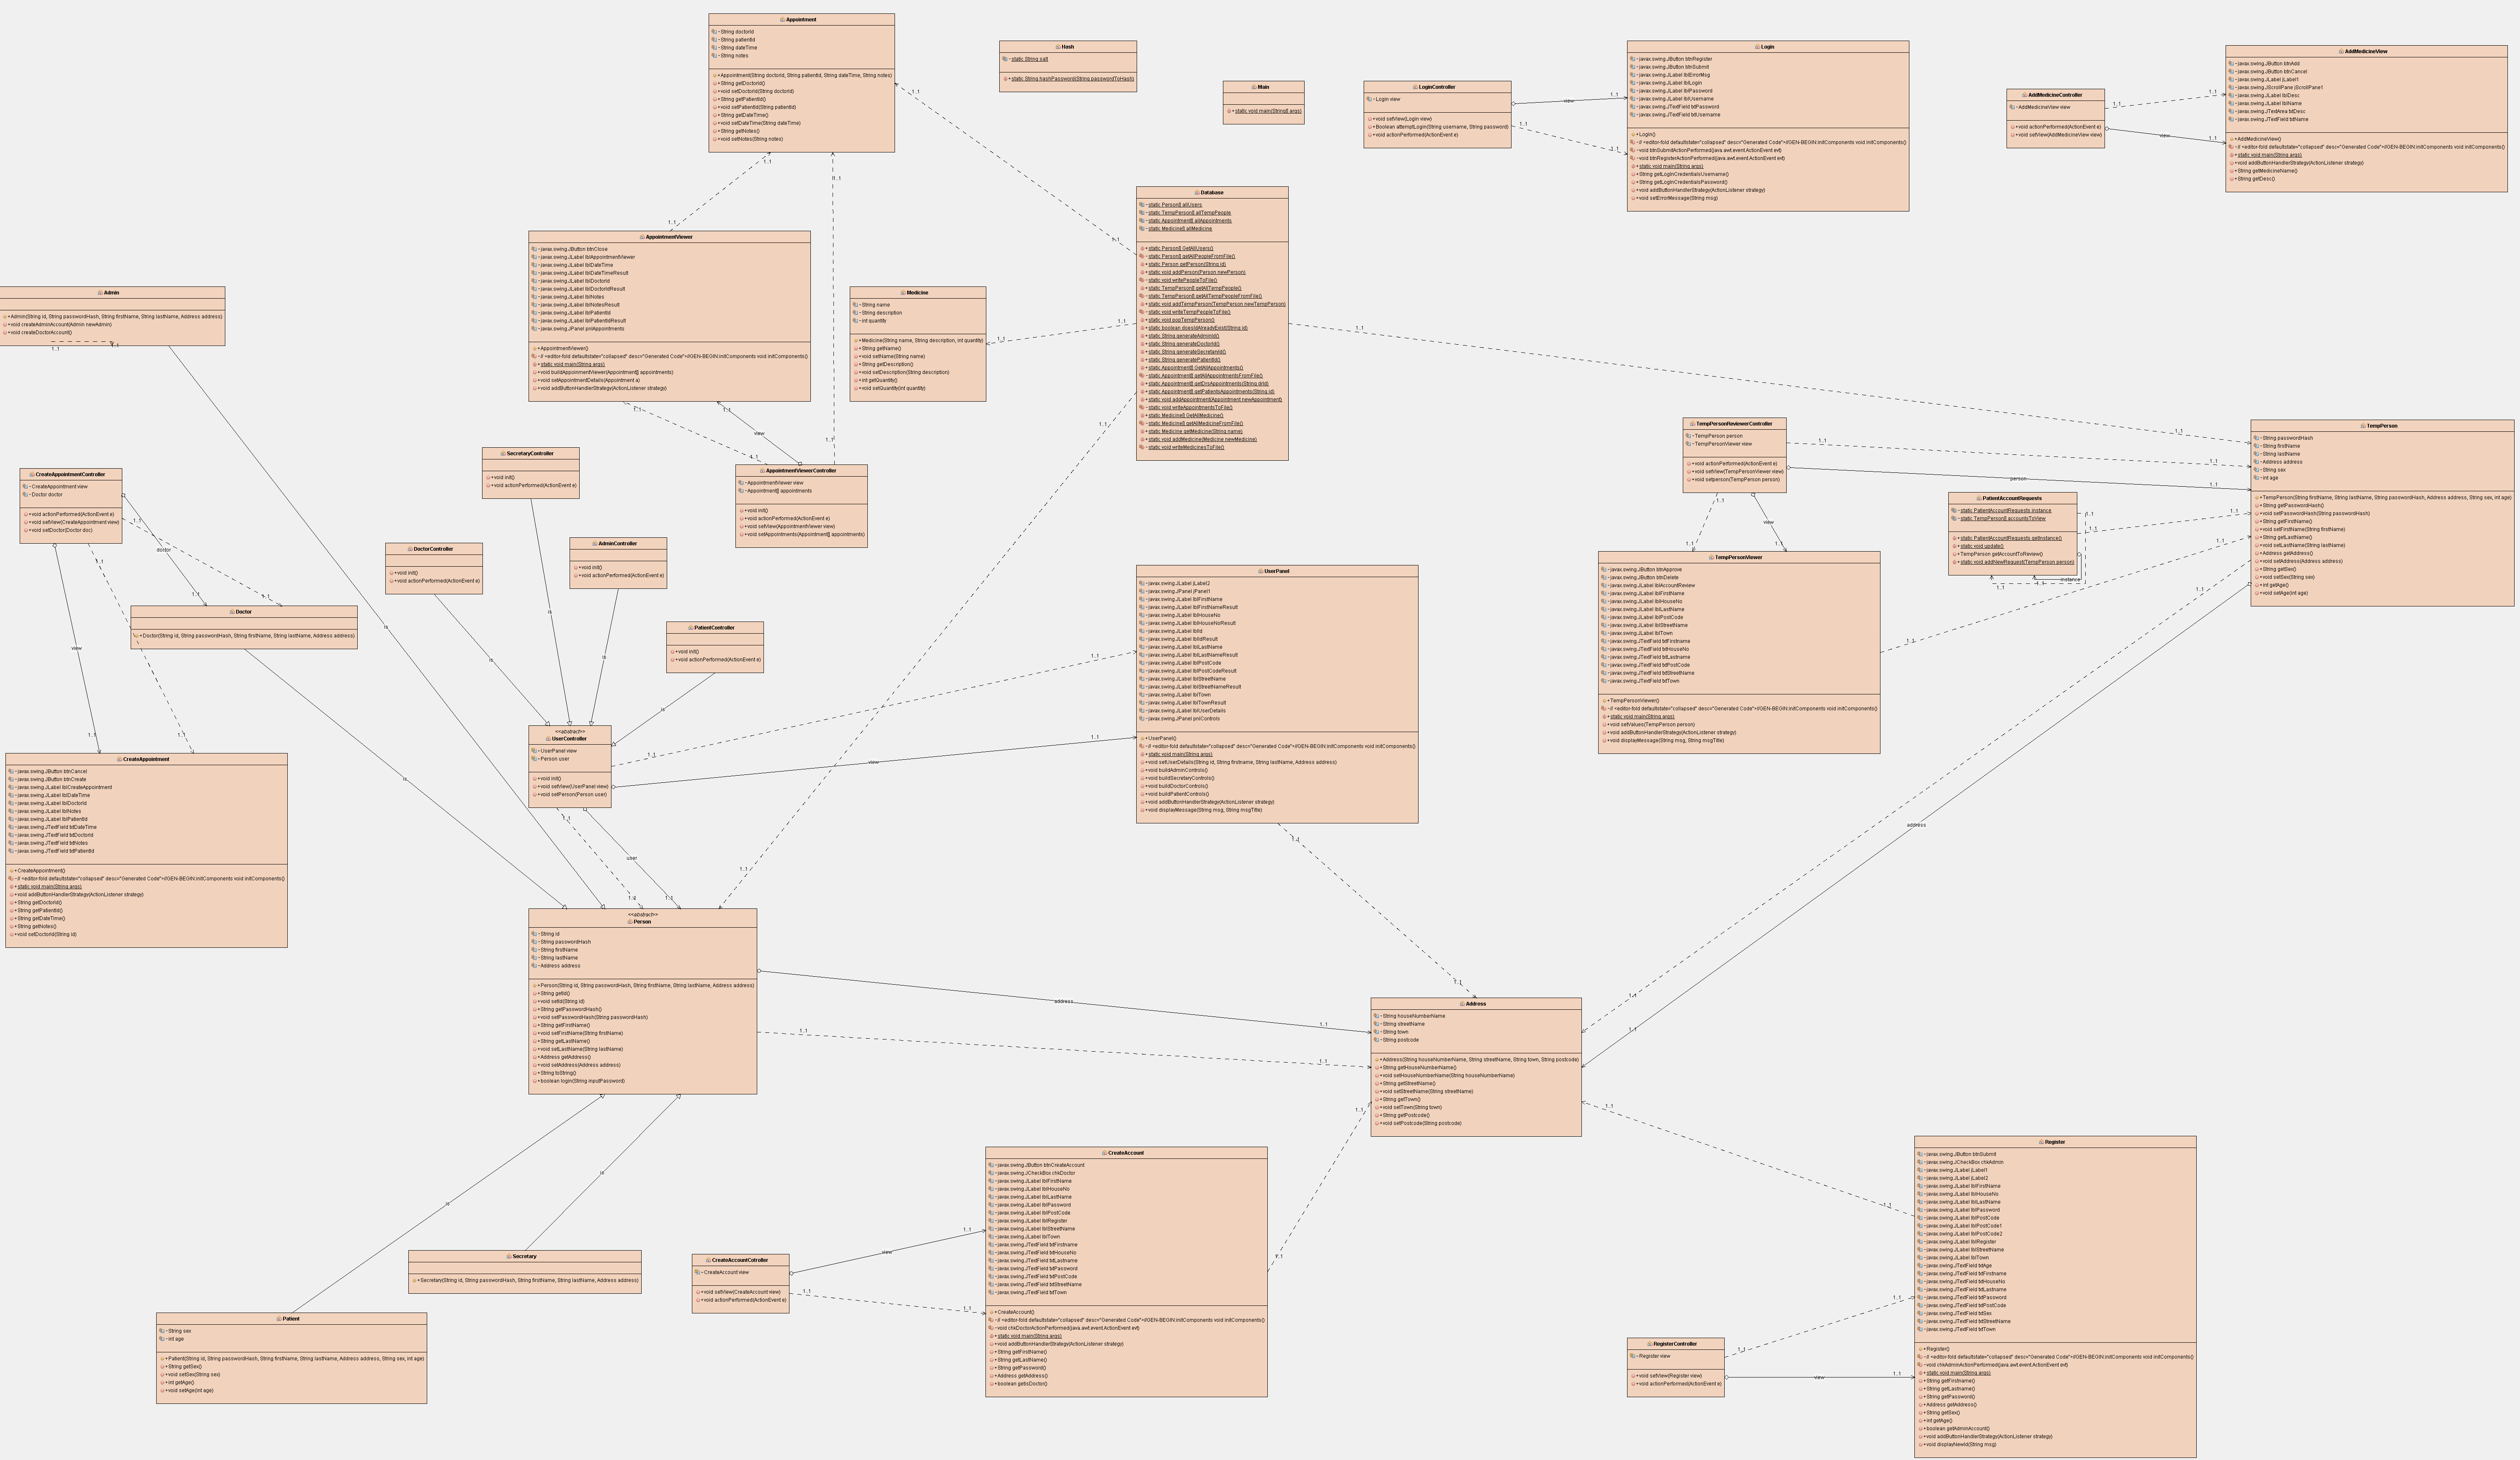 Appointment
-String doctorId
-String patientId
-String dateTime
-String notes
+Appointment(String doctorId, String patientId, String dateTime, String notes)
+String getDoctorId()
+void setDoctorId(String doctorId)
+String getPatientId()
+void setPatientId(String patientId)
+String getDateTime()
+void setDateTime(String dateTime)
+String getNotes()
+void setNotes(String notes)
Hash
-static String salt
+static String hashPassword(String passwordToHash)
Main
+static void main(String[] args)
LoginController
-Login view
+void setView(Login view)
+Boolean attemptLogin(String username, String password)
+void actionPerformed(ActionEvent e)
view
1..1
1..1
1..1
Login
-javax.swing.JButton btnRegister
-javax.swing.JButton btnSubmit
-javax.swing.JLabel lblErrorMsg
-javax.swing.JLabel lblLogin
-javax.swing.JLabel lblPassword
-javax.swing.JLabel lblUsername
-javax.swing.JTextField txtPassword
-javax.swing.JTextField txtUsername
+Login()
-// <editor-fold defaultstate="collapsed" desc="Generated Code">//GEN-BEGIN:initComponents void initComponents()
-void btnSubmitActionPerformed(java.awt.event.ActionEvent evt)
-void btnRegisterActionPerformed(java.awt.event.ActionEvent evt)
+static void main(String args)
+String getLogInCredentialsUsername()
+String getLogInCredentialsPassword()
+void addButtonHandlerStrategy(ActionListener strategy)
+void setErrorMessage(String msg)
AddMedicineController
-AddMedicineView view
+void actionPerformed(ActionEvent e)
+void setView(AddMedicineView view)
1..1
1..1
view
1..1
AddMedicineView
-javax.swing.JButton btnAdd
-javax.swing.JButton btnCancel
-javax.swing.JLabel jLabel1
-javax.swing.JScrollPane jScrollPane1
-javax.swing.JLabel lblDesc
-javax.swing.JLabel lblName
-javax.swing.JTextArea txtDesc
-javax.swing.JTextField txtName
+AddMedicineView()
-// <editor-fold defaultstate="collapsed" desc="Generated Code">//GEN-BEGIN:initComponents void initComponents()
+static void main(String args)
+void addButtonHandlerStrategy(ActionListener strategy)
+String getMedicineName()
+String getDesc()
Database
-static Person[] allUsers
-static TempPerson[] allTempPeople
-static Appointment[] allAppointments
-static Medicine[] allMedicine
+static Person[] GetAllUsers()
-static Person[] getAllPeopleFromFile()
+static Person getPerson(String id)
+static void addPerson(Person newPerson)
-static void writePeopleToFile()
+static TempPerson[] getAllTempPeople()
-static TempPerson[] getAllTempPeopleFromFile()
+static void addTempPerson(TempPerson newTempPerson)
-static void writeTempPeopleToFile()
+static void popTempPerson()
+static boolean doesIdAlreadyExist(String id)
+static String generateAdminId()
+static String generateDoctorId()
+static String generateSecretaryId()
+static String generatePatientId()
+static Appointment[] GetAllAppointments()
-static Appointment[] getAllAppointmentsFromFile()
+static Appointment[] getDrsAppointments(String drId)
+static Appointment[] getPatientsAppointments(String id)
+static void addAppointment(Appointment newAppointment)
-static void writeAppointmentsToFile()
+static Medicine[] GetAllMedicine()
-static Medicine[] getAllMedicineFromFile()
+static Medicine getMedicine(String name)
+static void addMedicine(Medicine newMedicine)
-static void writeMedicinesToFile()
AppointmentViewer
-javax.swing.JButton btnClose
-javax.swing.JLabel lblAppointmentViewer
-javax.swing.JLabel lblDateTime
-javax.swing.JLabel lblDateTimeResult
-javax.swing.JLabel lblDoctorId
-javax.swing.JLabel lblDoctorIdResult
-javax.swing.JLabel lblNotes
-javax.swing.JLabel lblNotesResult
-javax.swing.JLabel lblPatientId
-javax.swing.JLabel lblPatientIdResult
-javax.swing.JPanel pnlAppointments
+AppointmentViewer()
-// <editor-fold defaultstate="collapsed" desc="Generated Code">//GEN-BEGIN:initComponents void initComponents()
+static void main(String args)
+void buildAppoinmentViewer(Appointment[] appointments)
+void setAppointmentDetails(Appointment a)
+void addButtonHandlerStrategy(ActionListener strategy)
Medicine
-String name
-String description
-int quantity
+Medicine(String name, String description, int quantity)
+String getName()
+void setName(String name)
+String getDescription()
+void setDescription(String description)
+int getQuantity()
+void setQuantity(int quantity)
Admin
+Admin(String id, String passwordHash, String firstName, String lastName, Address address)
+void createAdminAccount(Admin newAdmin)
+void createDoctorAccount()
1..1
1..1
SecretaryController
+void init()
+void actionPerformed(ActionEvent e)
AppointmentViewerController
-AppointmentViewer view
-Appointment[] appointments
+void init()
+void actionPerformed(ActionEvent e)
+void setView(AppointmentViewer view)
+void setAppointments(Appointment[] appointments)
CreateAppointmentController
-CreateAppointment view
-Doctor doctor
+void actionPerformed(ActionEvent e)
+void setView(CreateAppointment view)
+void setDoctor(Doctor doc)
doctor
view
DoctorController
+void init()
+void actionPerformed(ActionEvent e)
AdminController
+void init()
+void actionPerformed(ActionEvent e)
PatientController
+void init()
+void actionPerformed(ActionEvent e)
is
is
is
is
Doctor
+Doctor(String id, String passwordHash, String firstName, String lastName, Address address)
TempPersonReviewerController
-TempPerson person
-TempPersonViewer view
+void actionPerformed(ActionEvent e)
+void setView(TempPersonViewer view)
+void setperson(TempPerson person)
person
view
TempPerson
-String passwordHash
-String firstName
-String lastName
-Address address
-String sex
-int age
+TempPerson(String firstName, String lastName, String passwordHash, Address address, String sex, int age)
+String getPasswordHash()
+void setPasswordHash(String passwordHash)
+String getFirstName()
+void setFirstName(String firstName)
+String getLastName()
+void setLastName(String lastName)
+Address getAddress()
+void setAddress(Address address)
+String getSex()
+void setSex(String sex)
+int getAge()
+void setAge(int age)
PatientAccountRequests
-static PatientAccountRequests instance
-static TempPerson[] accountsToView
+static PatientAccountRequests getInstance()
+static void update()
+TempPerson getAccountToReview()
+static void addNewRequest(TempPerson person)
instance
TempPersonViewer
-javax.swing.JButton btnApprove
-javax.swing.JButton btnDelete
-javax.swing.JLabel lblAccountReview
-javax.swing.JLabel lblFirstName
-javax.swing.JLabel lblHouseNo
-javax.swing.JLabel lblLastName
-javax.swing.JLabel lblPostCode
-javax.swing.JLabel lblStreetName
-javax.swing.JLabel lblTown
-javax.swing.JTextField txtFirstname
-javax.swing.JTextField txtHouseNo
-javax.swing.JTextField txtLastname
-javax.swing.JTextField txtPostCode
-javax.swing.JTextField txtStreetName
-javax.swing.JTextField txtTown
+TempPersonViewer()
-// <editor-fold defaultstate="collapsed" desc="Generated Code">//GEN-BEGIN:initComponents void initComponents()
+static void main(String args)
+void setValues(TempPerson person)
+void addButtonHandlerStrategy(ActionListener strategy)
+void displayMessage(String msg, String msgTitle)
UserPanel
-javax.swing.JLabel jLabel2
-javax.swing.JPanel jPanel1
-javax.swing.JLabel lblFirstName
-javax.swing.JLabel lblFirstNameResult
-javax.swing.JLabel lblHouseNo
-javax.swing.JLabel lblHouseNoResult
-javax.swing.JLabel lblId
-javax.swing.JLabel lblIdResult
-javax.swing.JLabel lblLastName
-javax.swing.JLabel lblLastNameResult
-javax.swing.JLabel lblPostCode
-javax.swing.JLabel lblPostCodeResult
-javax.swing.JLabel lblStreetName
-javax.swing.JLabel lblStreetNameResult
-javax.swing.JLabel lblTown
-javax.swing.JLabel lblTownResult
-javax.swing.JLabel lblUserDetails
-javax.swing.JPanel pnlControls
+UserPanel()
-// <editor-fold defaultstate="collapsed" desc="Generated Code">//GEN-BEGIN:initComponents void initComponents()
+static void main(String args)
+void setUserDetails(String id, String firstname, String lastName, Address address)
+void buildAdminControls()
+void buildSecretaryControls()
+void buildDoctorControls()
+void buildPatientControls()
+void addButtonHandlerStrategy(ActionListener strategy)
+void displayMessage(String msg, String msgTitle)
<<abstract>>
UserController
-UserPanel view
-Person user
+void init()
+void setView(UserPanel view)
+void setPerson(Person user)
view
user
CreateAppointment
-javax.swing.JButton btnCancel
-javax.swing.JButton btnCreate
-javax.swing.JLabel lblCreateAppointment
-javax.swing.JLabel lblDateTime
-javax.swing.JLabel lblDoctorId
-javax.swing.JLabel lblNotes
-javax.swing.JLabel lblPatientId
-javax.swing.JTextField txtDateTime
-javax.swing.JTextField txtDoctorId
-javax.swing.JTextField txtNotes
-javax.swing.JTextField txtPatientId
+CreateAppointment()
-// <editor-fold defaultstate="collapsed" desc="Generated Code">//GEN-BEGIN:initComponents void initComponents()
+static void main(String args)
+void addButtonHandlerStrategy(ActionListener strategy)
+String getDoctorId()
+String getPatientId()
+String getDateTime()
+String getNotes()
+void setDoctorId(String id)
<<abstract>>
Person
-String id
-String passwordHash
-String firstName
-String lastName
-Address address
+Person(String id, String passwordHash, String firstName, String lastName, Address address)
+String getId()
+void setId(String id)
+String getPasswordHash()
+void setPasswordHash(String passwordHash)
+String getFirstName()
+void setFirstName(String firstName)
+String getLastName()
+void setLastName(String lastName)
+Address getAddress()
+void setAddress(Address address)
+String toString()
+boolean login(String inputPassword)
address
address
Address
-String houseNumberName
-String streetName
-String town
-String postcode
+Address(String houseNumberName, String streetName, String town, String postcode)
+String getHouseNumberName()
+void setHouseNumberName(String houseNumberName)
+String getStreetName()
+void setStreetName(String streetName)
+String getTown()
+void setTown(String town)
+String getPostcode()
+void setPostcode(String postcode)
CreateAccount
-javax.swing.JButton btnCreateAccount
-javax.swing.JCheckBox chkDoctor
-javax.swing.JLabel lblFirstName
-javax.swing.JLabel lblHouseNo
-javax.swing.JLabel lblLastName
-javax.swing.JLabel lblPassword
-javax.swing.JLabel lblPostCode
-javax.swing.JLabel lblRegister
-javax.swing.JLabel lblStreetName
-javax.swing.JLabel lblTown
-javax.swing.JTextField txtFirstname
-javax.swing.JTextField txtHouseNo
-javax.swing.JTextField txtLastname
-javax.swing.JTextField txtPassword
-javax.swing.JTextField txtPostCode
-javax.swing.JTextField txtStreetName
-javax.swing.JTextField txtTown
+CreateAccount()
-// <editor-fold defaultstate="collapsed" desc="Generated Code">//GEN-BEGIN:initComponents void initComponents()
-void chkDoctorActionPerformed(java.awt.event.ActionEvent evt)
+static void main(String args)
+void addButtonHandlerStrategy(ActionListener strategy)
+String getFirstName()
+String getLastName()
+String getPassword()
+Address getAddress()
+boolean getIsDoctor()
Register
-javax.swing.JButton btnSubmit
-javax.swing.JCheckBox chkAdmin
-javax.swing.JLabel jLabel1
-javax.swing.JLabel jLabel2
-javax.swing.JLabel lblFirstName
-javax.swing.JLabel lblHouseNo
-javax.swing.JLabel lblLastName
-javax.swing.JLabel lblPassword
-javax.swing.JLabel lblPostCode
-javax.swing.JLabel lblPostCode1
-javax.swing.JLabel lblPostCode2
-javax.swing.JLabel lblRegister
-javax.swing.JLabel lblStreetName
-javax.swing.JLabel lblTown
-javax.swing.JTextField txtAge
-javax.swing.JTextField txtFirstname
-javax.swing.JTextField txtHouseNo
-javax.swing.JTextField txtLastname
-javax.swing.JTextField txtPassword
-javax.swing.JTextField txtPostCode
-javax.swing.JTextField txtSex
-javax.swing.JTextField txtStreetName
-javax.swing.JTextField txtTown
+Register()
-// <editor-fold defaultstate="collapsed" desc="Generated Code">//GEN-BEGIN:initComponents void initComponents()
-void chkAdminActionPerformed(java.awt.event.ActionEvent evt)
+static void main(String args)
+String getFirstname()
+String getLastname()
+String getPassword()
+Address getAddress()
+String getSex()
+int getAge()
+boolean getAdminAccount()
+void addButtonHandlerStrategy(ActionListener strategy)
+void displayNewId(String msg)
Secretary
+Secretary(String id, String passwordHash, String firstName, String lastName, Address address)
CreateAccountCotroller
-CreateAccount view
+void setView(CreateAccount view)
+void actionPerformed(ActionEvent e)
view
Patient
-String sex
-int age
+Patient(String id, String passwordHash, String firstName, String lastName, Address address, String sex, int age)
+String getSex()
+void setSex(String sex)
+int getAge()
+void setAge(int age)
RegisterController
-Register view
+void setView(Register view)
+void actionPerformed(ActionEvent e)
view